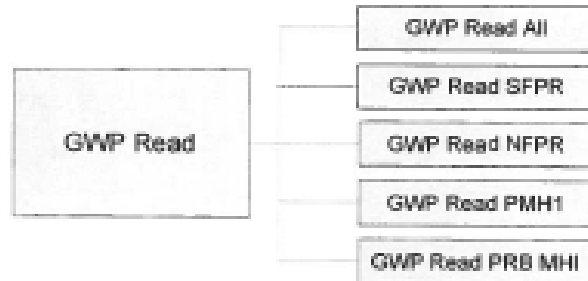 GWP Read
GWP Read All
GWP Read SFPR
GWP Read NFPR
GWP Read PMH1
GWP Read PRB MHI